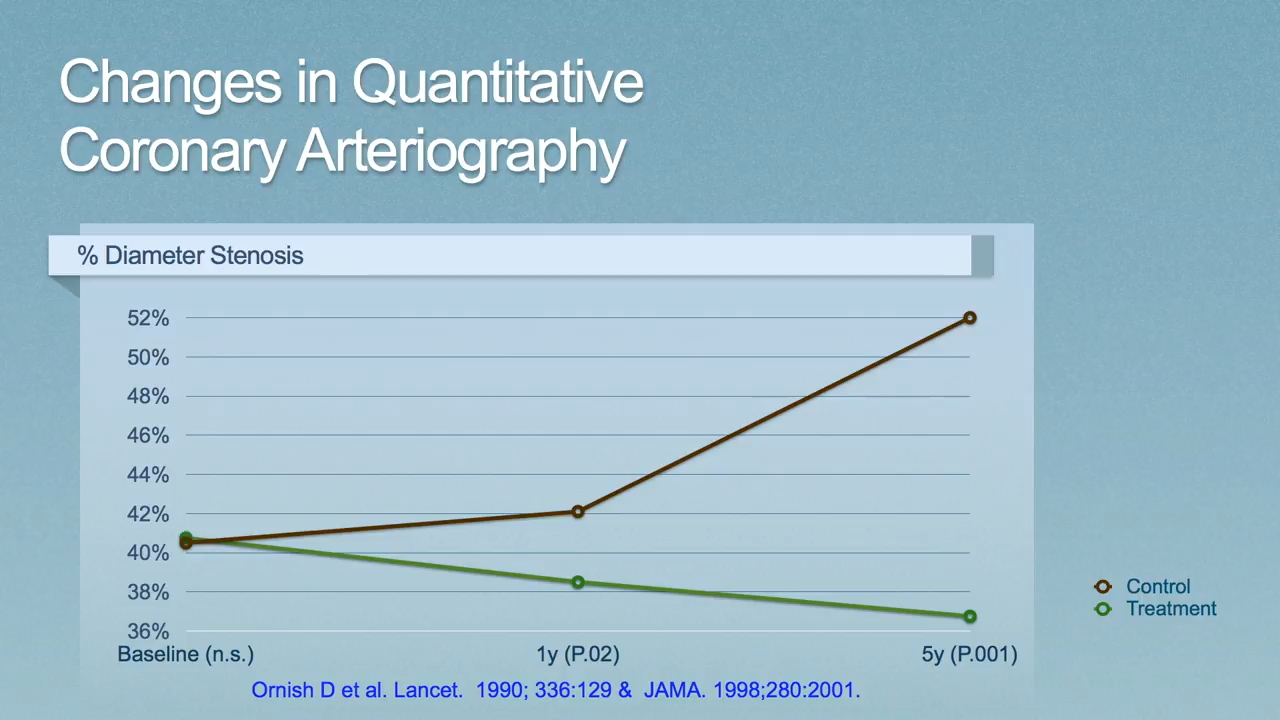 Changes in Quantitative
Coronary Arteriography
% Diameter Stenosis
52%
50%
48%
46%
44%
42%
40%
38%
36%
Baseline (n.s.)
1y (P.02)
5y (P.001)
Control
Treatment
Ornish D et al. Lancet.  1990; 336:129 &  JAMA. 1998;280:2001.